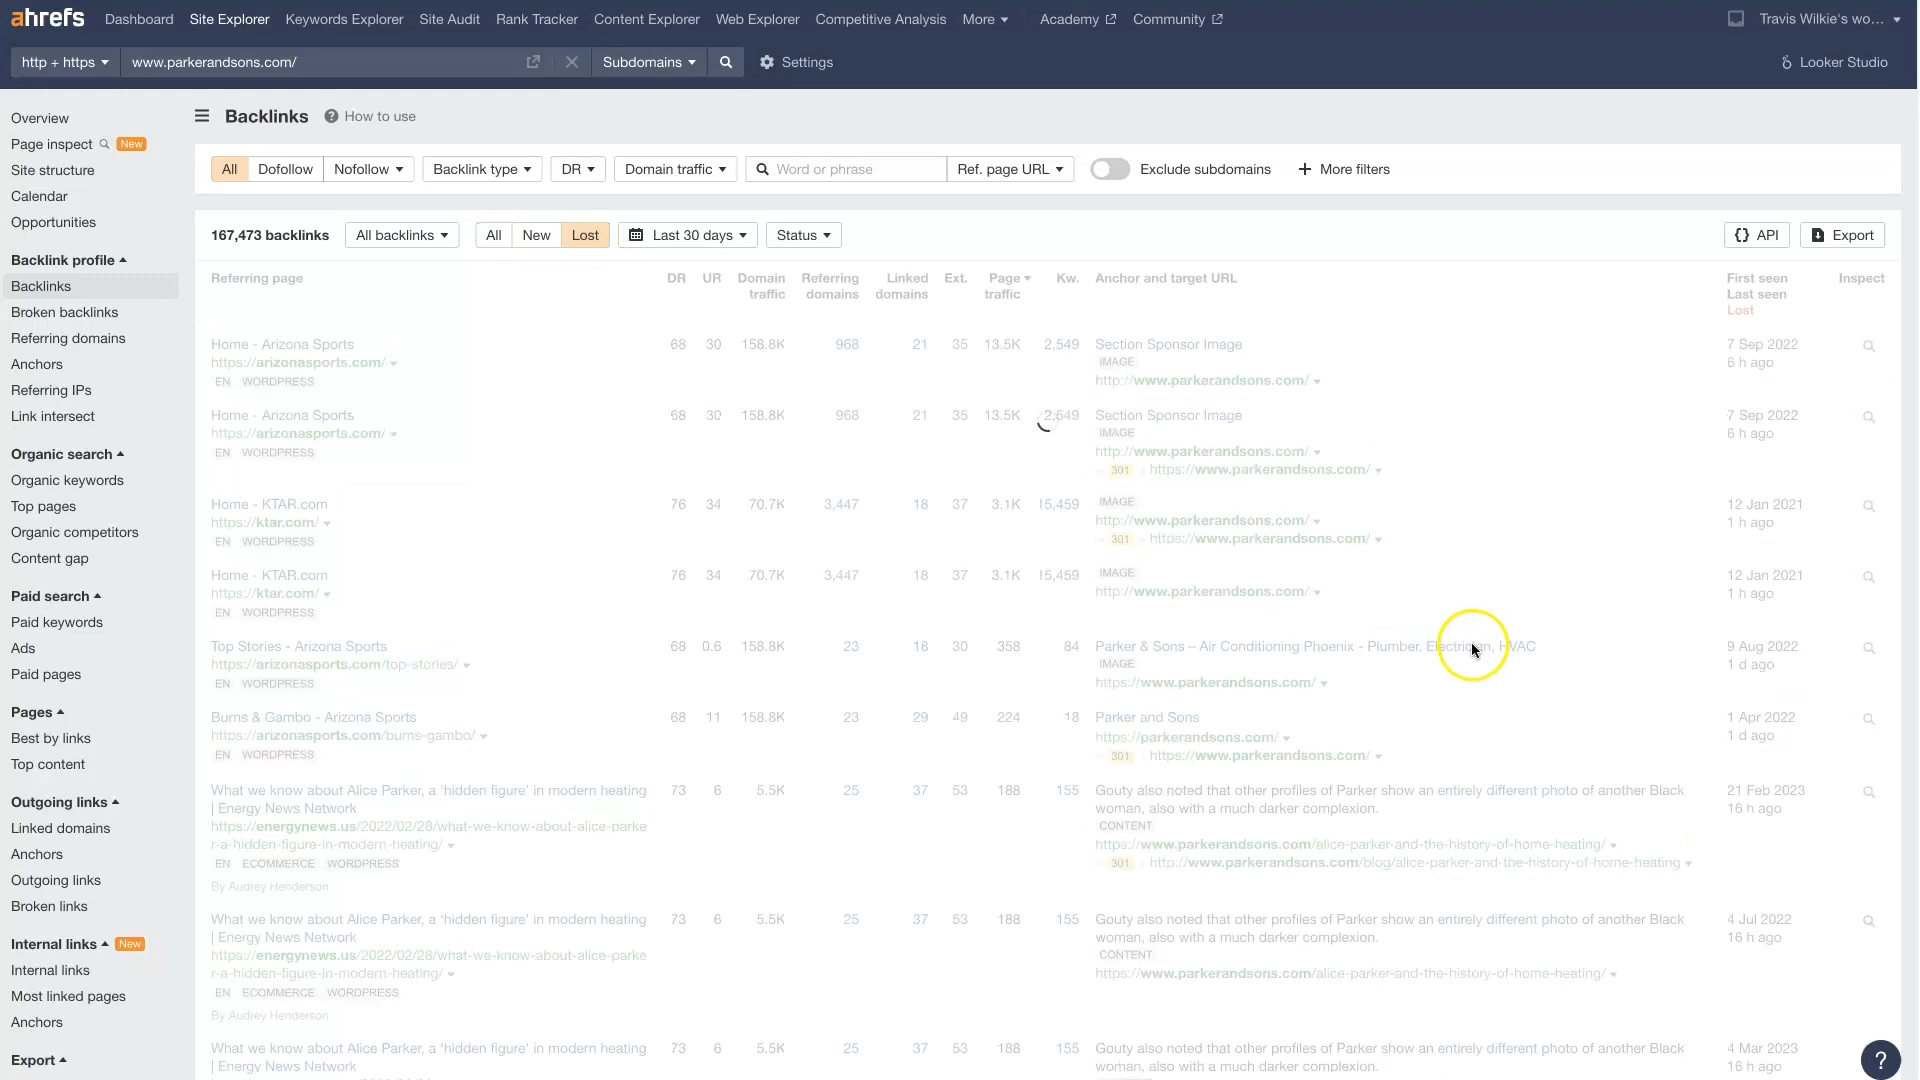 ahrefs Dashboard Site Explorer Keywords Explorer Site Audit Rank Tracker Content Explorer Web Explorer Competitive Analysis More Academy Community Travis Wilkie's wo...
http + https www.parkerandsons.com/ Subdomains Settings Looker Studio
Overview
Page inspect New
Site structure
Calendar
Opportunities
Backlink profile
Backlinks
Broken backlinks
Referring domains
Anchors
Referring IPs
Link intersect
Organic search
Organic keywords
Top pages
Organic competitors
Content gap
Paid search
Paid keywords
Ads
Paid pages
Pages
Best by links
Top content
Outgoing links
Linked domains
Anchors
Outgoing links
Broken links
Internal links New
Internal links
Most linked pages
Anchors
Export
Backlinks ? How to use
All Dofollow Nofollow Backlink type DR Domain traffic Word or phrase Ref. page URL Exclude subdomains + More filters
167,473 backlinks All backlinks All New Lost Last 30 days Status {} API Export
Referring page DR UR Domain traffic Referring domains Linked domains Ext. Page traffic Kw. Anchor and target URL First seen Last seen Lost Inspect
Home - Arizona Sports 68 30 158.8K 968 21 35 13.5K 2,549 Section Sponsor Image 7 Sep 2022
https://arizonasports.com/ IMAGE 6 h ago
EN WORDPRESS http://www.parkerandsons.com/
Home - Arizona Sports 68 30 158.8K 968 21 35 13.5K 2,549 Section Sponsor Image 7 Sep 2022
https://arizonasports.com/ IMAGE 6 h ago
EN WORDPRESS http://www.parkerandsons.com/
301 https://www.parkerandsons.com/
Home - KTAR.com 76 34 70.7K 3,447 18 37 3.1K 15,459 IMAGE 12 Jan 2021
https://ktar.com/ http://www.parkerandsons.com/ 1 h ago
EN WORDPRESS 301 https://www.parkerandsons.com/
Home - KTAR.com 76 34 70.7K 3,447 18 37 3.1K 15,459 IMAGE 12 Jan 2021
https://ktar.com/ http://www.parkerandsons.com/ 1 h ago
EN WORDPRESS
Top Stories - Arizona Sports 68 0.6 158.8K 23 18 30 358 84 Parker & Sons – Air Conditioning Phoenix - Plumber, Electrician, HVAC 9 Aug 2022
https://arizonasports.com/top-stories/ IMAGE 1 d ago
EN WORDPRESS https://www.parkerandsons.com/
Burns & Gambo - Arizona Sports 68 11 158.8K 23 29 49 224 18 Parker and Sons 1 Apr 2022
https://arizonasports.com/burns-gambo/ https://parkerandsons.com/ 1 d ago
EN WORDPRESS 301 https://www.parkerandsons.com/
What we know about Alice Parker, a ‘hidden figure’ in modern heating 73 6 5.5K 25 37 53 188 155 Gouty also noted that other profiles of Parker show an entirely different photo of another Black 21 Feb 2023
| Energy News Network woman, also with a much darker complexion. 16 h ago
https://energynews.us/2022/02/28/what-we-know-about-alice-parke CONTENT
r-a-hidden-figure-in-modern-heating/ https://www.parkerandsons.com/alice-parker-and-the-history-of-home-heating/
EN ECOMMERCE WORDPRESS 301 http://www.parkerandsons.com/blog/alice-parker-and-the-history-of-home-heating
By Audrey Henderson
What we know about Alice Parker, a ‘hidden figure’ in modern heating 73 6 5.5K 25 37 53 188 155 Gouty also noted that other profiles of Parker show an entirely different photo of another Black 4 Jul 2022
| Energy News Network woman, also with a much darker complexion. 16 h ago
https://energynews.us/2022/02/28/what-we-know-about-alice-parke CONTENT
r-a-hidden-figure-in-modern-heating/ https://www.parkerandsons.com/alice-parker-and-the-history-of-home-heating/
EN ECOMMERCE WORDPRESS
By Audrey Henderson
What we know about Alice Parker, a ‘hidden figure’ in modern heating 73 6 5.5K 25 37 53 188 155 Gouty also noted that other profiles of Parker show an entirely different photo of another Black 4 Mar 2023
| Energy News Network woman, also with a much darker complexion. 16 h ago
?